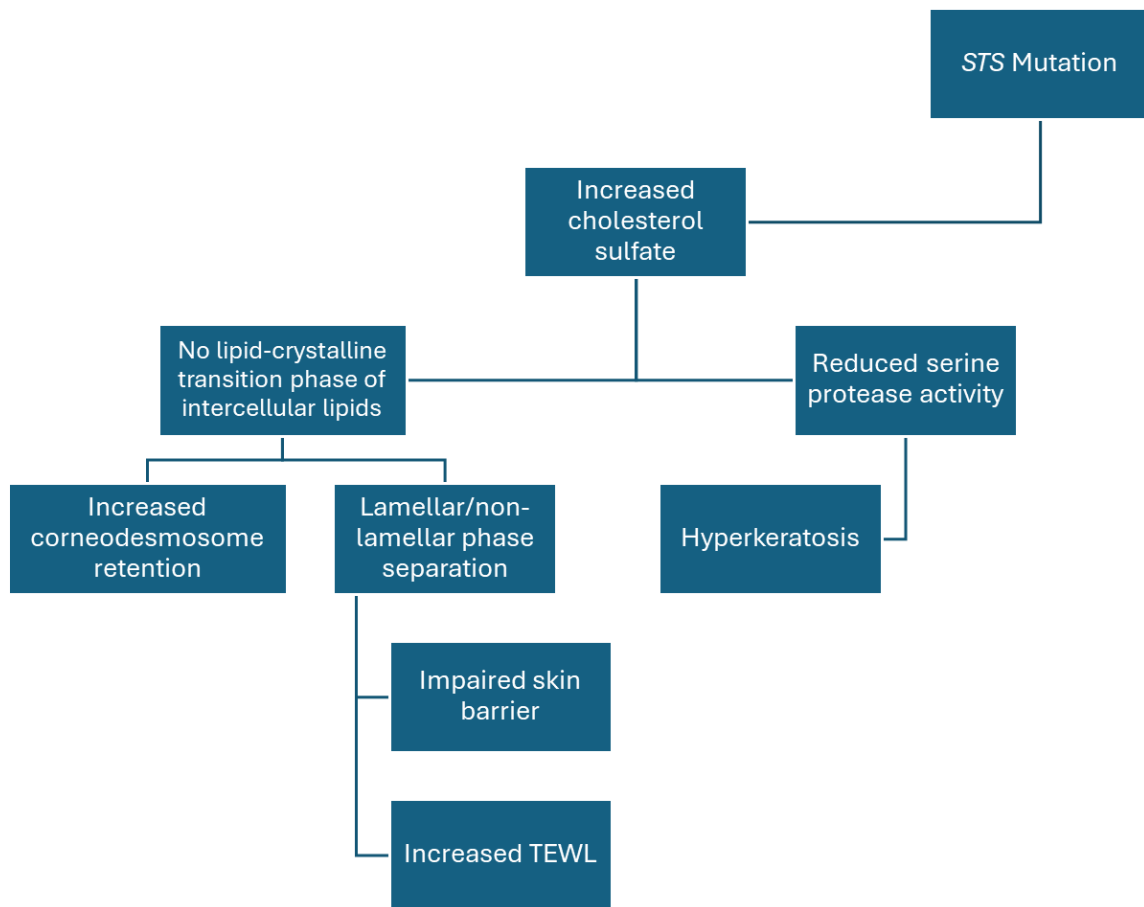 STS Mutation
Increased
cholesterol
sulfate
No lipid-crystalline
transition phase of
intercellular lipids
Reduced serine
protease activity
Increased
corneodesmosome
retention
Lamellar/non-
lamellar phase
separation
Hyperkeratosis
Impaired skin
barrier
Increased TEWL